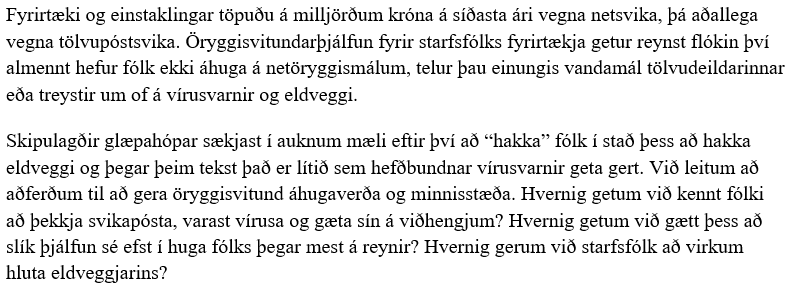 Fyrirtæki og einstaklingar töpuðu á milljörðum króna á síðasta ári vegna netsvika, þá aðallega
vegna tölvupóstsvika. Öryggisvitundarþjálfun fyrir starfsfólks fyrirtækja getur reynst flókin því
almennt hefur fólk ekki áhuga á netöryggismálum, telur þau einungis vandamál tölvudeildarinnar
eða treystir um of á vírusvarnir og eldveggi.
Skipulagðir glæpahópar sækjast í auknum mæli eftir því að “hakka” fólk í stað þess að hakka
eldveggi og þegar þeim tekst það er lítið sem hefðbundnar vírusvarnir geta gert. Við leitum að
aðferðum til að gera öryggisvitund áhugaverða og minnisstæða. Hvernig getum við kennt fólki
að þekkja svikapósta, varast vírusa og gæta sín á viðhengjum? Hvernig getum við gætt þess að
slík þjálfun sé efst í huga fólks þegar mest á reynir? Hvernig gerum við starfsfólk að virkum
hluta eldveggjarins?